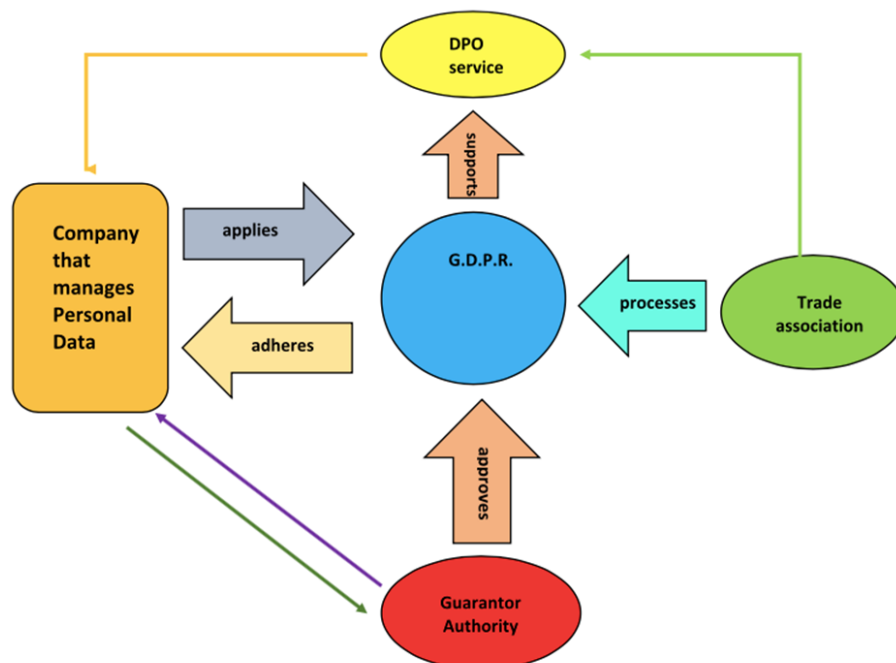 DPO
service
supports
Company
that
manages
Personal
Data
applies
G.D.P.R.
adheres
processes
Trade
association
approves
Guarantor
Authority